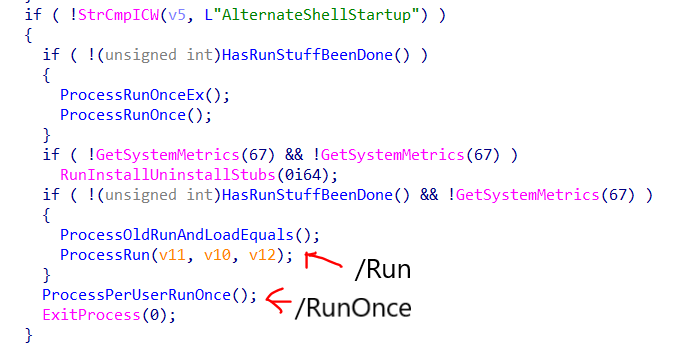 if ( !StrCmpICW(v5, L"AlternateShellStartup") )
{
if ( !(unsigned int)HasRunStuffBeenDone() )
{
ProcessRunOnceEx();
ProcessRunOnce();
}
if ( !GetSystemMetrics(67) && !GetSystemMetrics(67) )
RunInstallUninstallStubs(0i64);
if ( !(unsigned int)HasRunStuffBeenDone() && !GetSystemMetrics(67) )
{
ProcessOldRunAndLoadEquals();
ProcessRun(v11, v10, v12); /Run
}
ProcessPerUserRunOnce(); /RunOnce
ExitProcess(0);
}